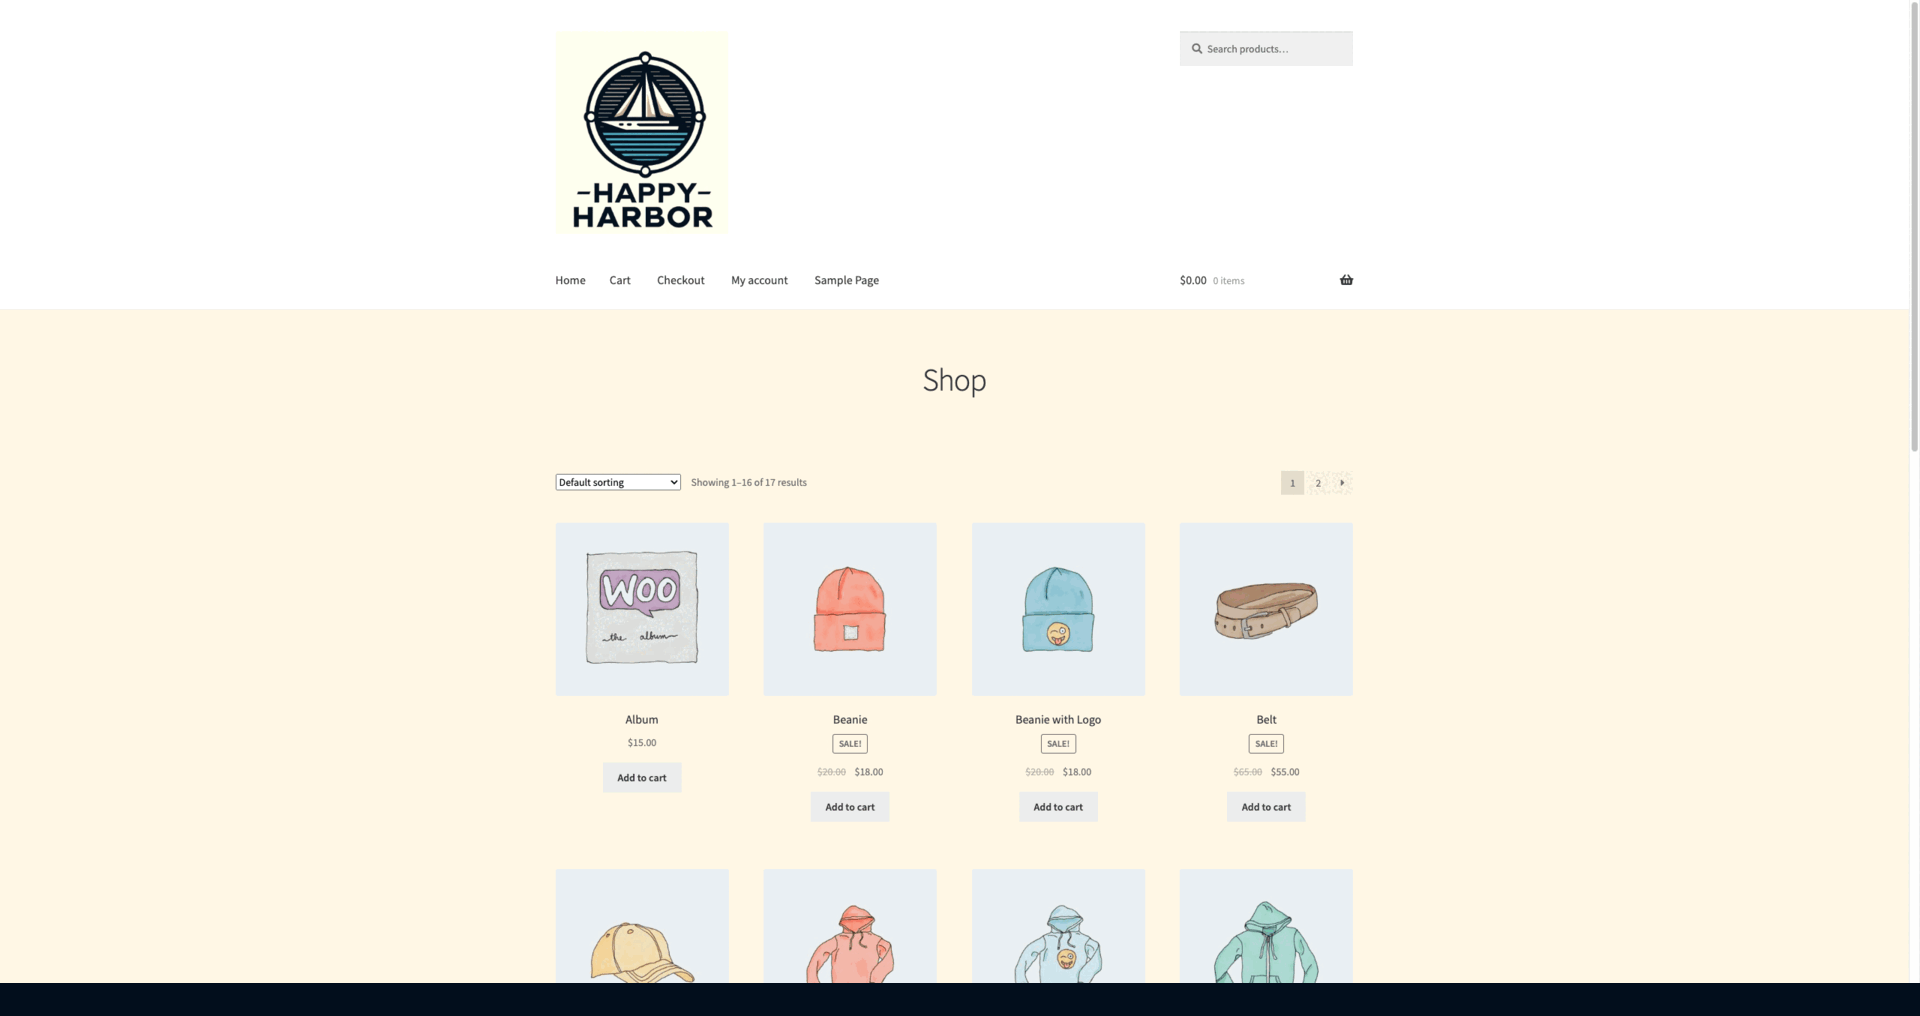 Search products…
-HAPPY-
HARBOR
Home Cart Checkout My account Sample Page $0.00 0 items
Shop
Default sorting Showing 1–16 of 17 results 1 2
WOO
the album
Album Beanie Beanie with Logo Belt
$15.00 SALE! SALE! SALE!
$20.00 $18.00 $20.00 $18.00 $65.00 $55.00
Add to cart Add to cart Add to cart Add to cart